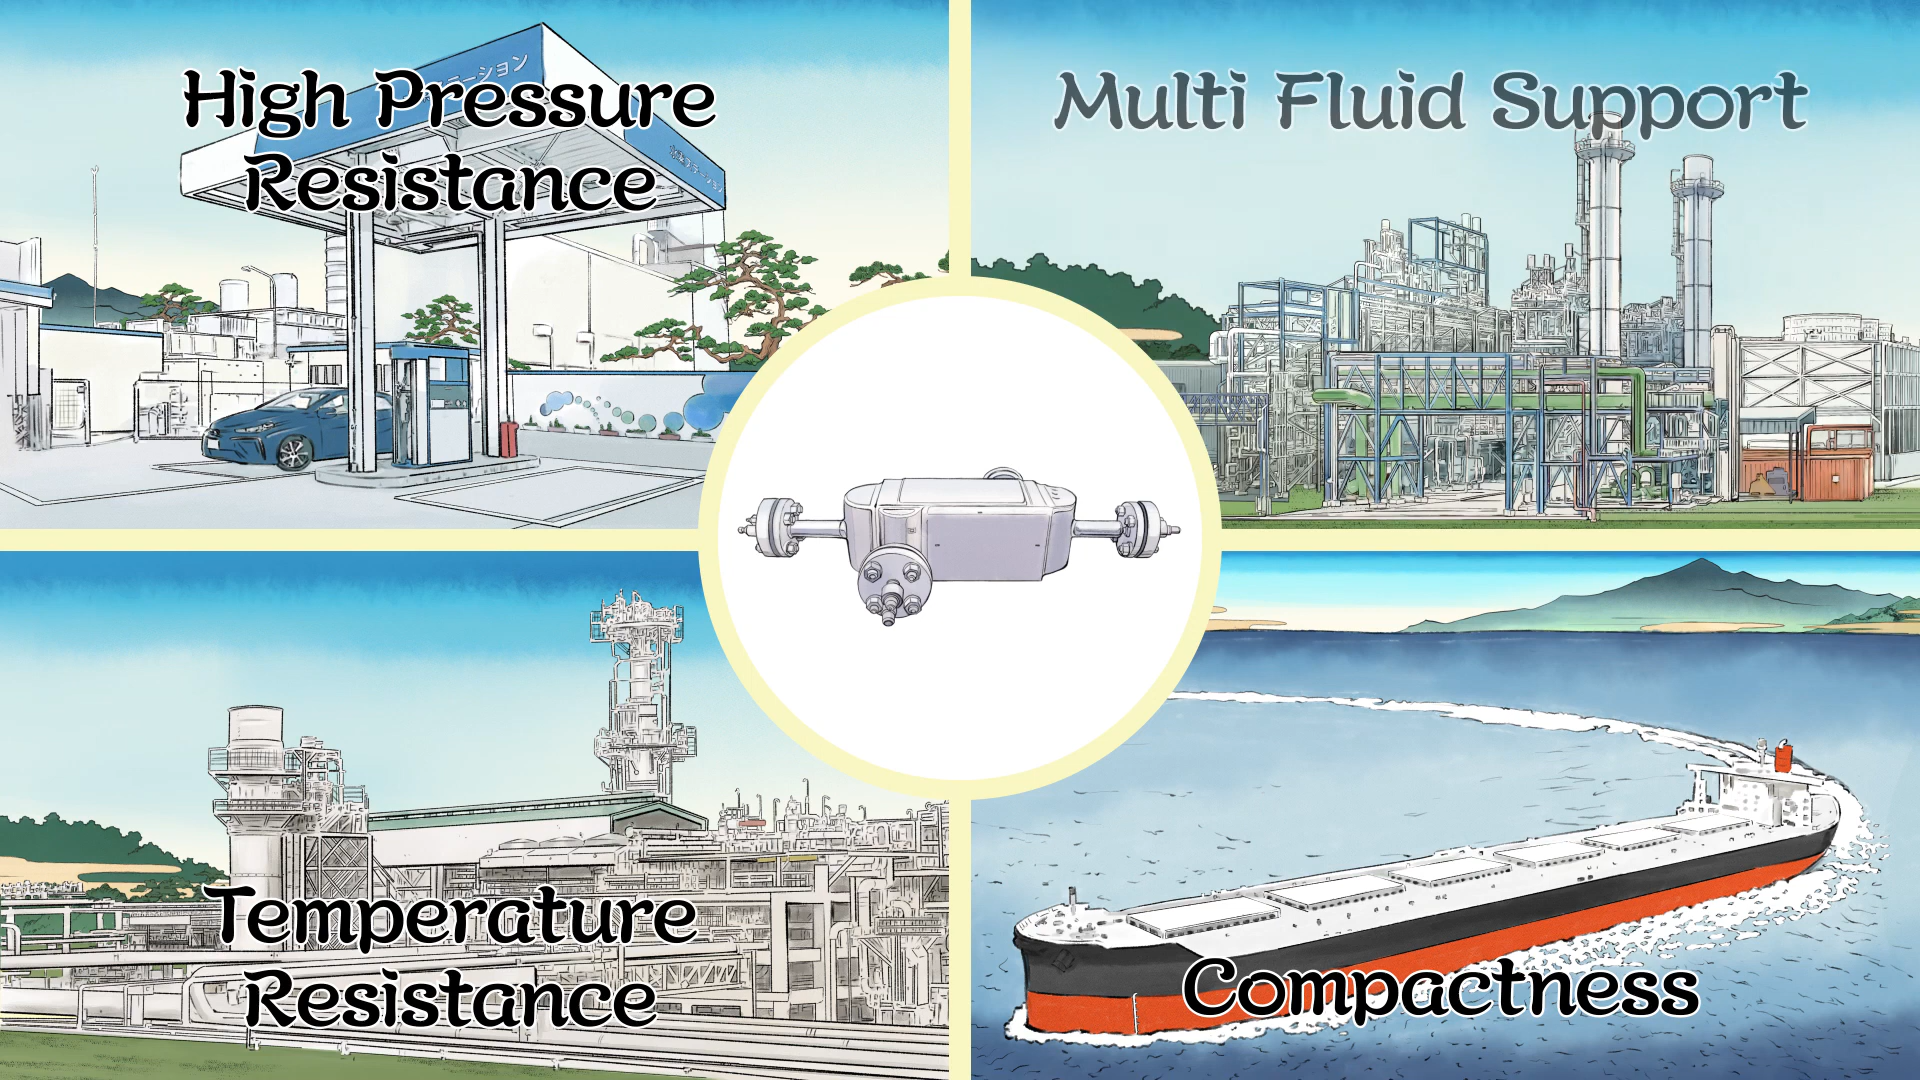 High Pressure
Resistance
Multi Fluid Support
Temperature
Resistance
Compactness